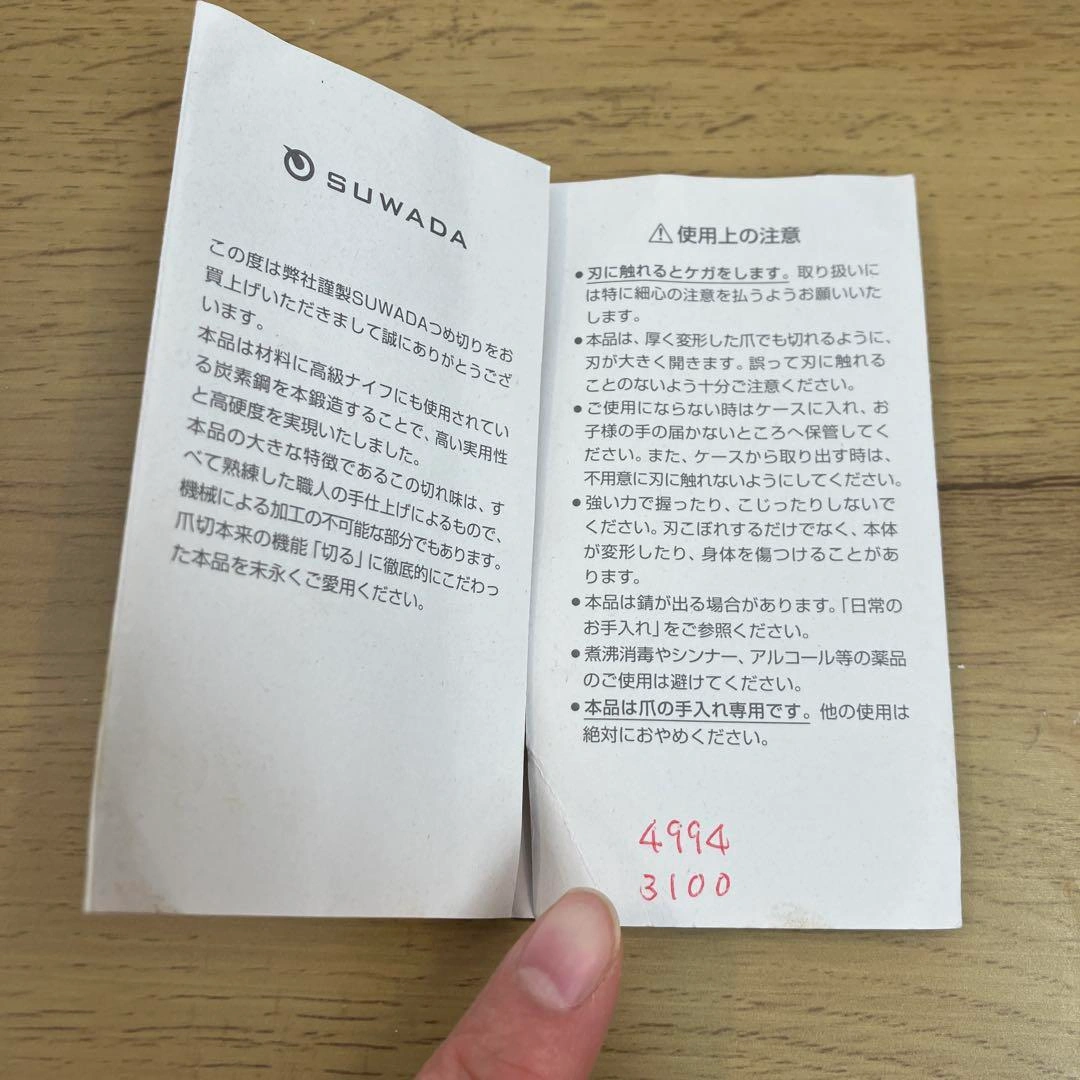 SUWADA
この度は弊社謹製SUWADAつめ切りをお
買上げいただきまして誠にありがとうござ
います。
本品は材料に高級ナイフにも使用されてい
る炭素鋼を本鍛造することで、高い実用性
と高硬度を実現いたしました。
本品の大きな特徴であるこの切れ味は、す
べて熟練した職人の手仕上げによるもので、
機械による加工の不可能な部分でもあります。
爪切本来の機能「切る」に徹底的にこだわっ
た本品を末永くご愛用ください。
⚠使用上の注意
●刃に触れるとケガをします。取り扱いに
は特に細心の注意を払うようお願いいた
します。
●本品は、厚く変形した爪でも切れるように、
刃が大きく開きます。誤って刃に触れる
ことのないよう十分ご注意ください。
●ご使用にならない時はケースに入れ、お
子様の手の届かないところへ保管してく
ださい。また、ケースから取り出す時は、
不用意に刃に触れないようにしてください。
●強い力で握ったり、こじったりしないで
ください。刃こぼれするだけでなく、本体
が変形したり、身体を傷つけることがあ
ります。
●本品は錆が出る場合があります。「日常の
お手入れ」をご参照ください。
●煮沸消毒やシンナー、アルコール等の薬品
のご使用は避けてください。
●本品は爪の手入れ専用です。他の使用は
絶対におやめください。
4994
3100